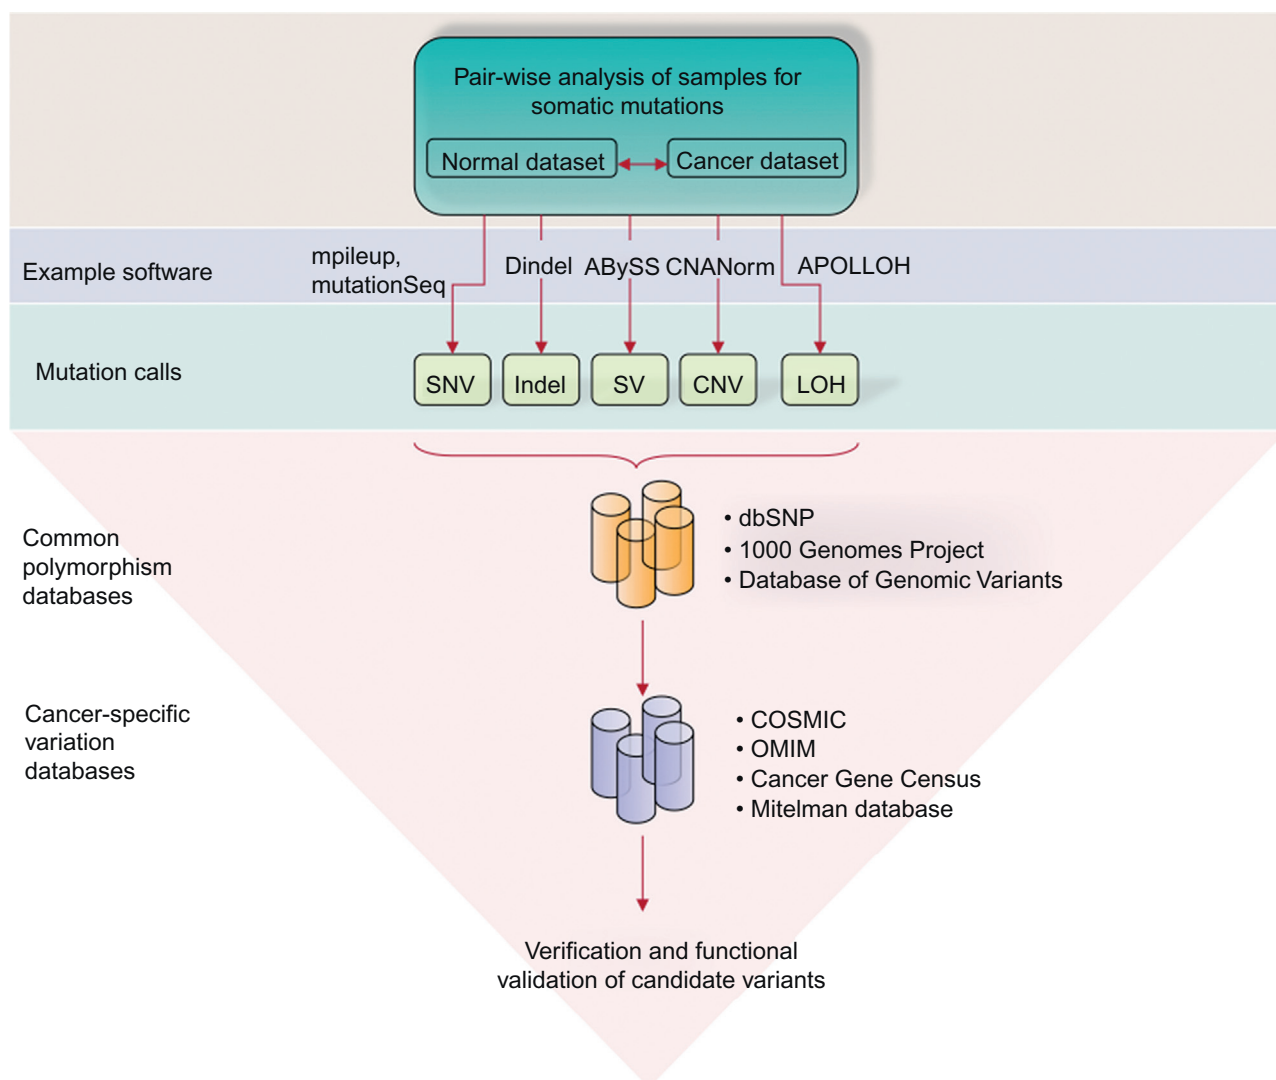 Pair-wise analysis of samples for
somatic mutations
Normal dataset
Cancer dataset
Example software
mpileup,
mutationSeq
Dindel
ABySS
CNANorm
APOLLOH
Mutation calls
SNV
Indel
SV
CNV
LOH
Common
polymorphism
databases
• dbSNP
• 1000 Genomes Project
• Database of Genomic Variants
Cancer-specific
variation
databases
• COSMIC
• OMIM
• Cancer Gene Census
• Mitelman database
Verification and functional
validation of candidate variants